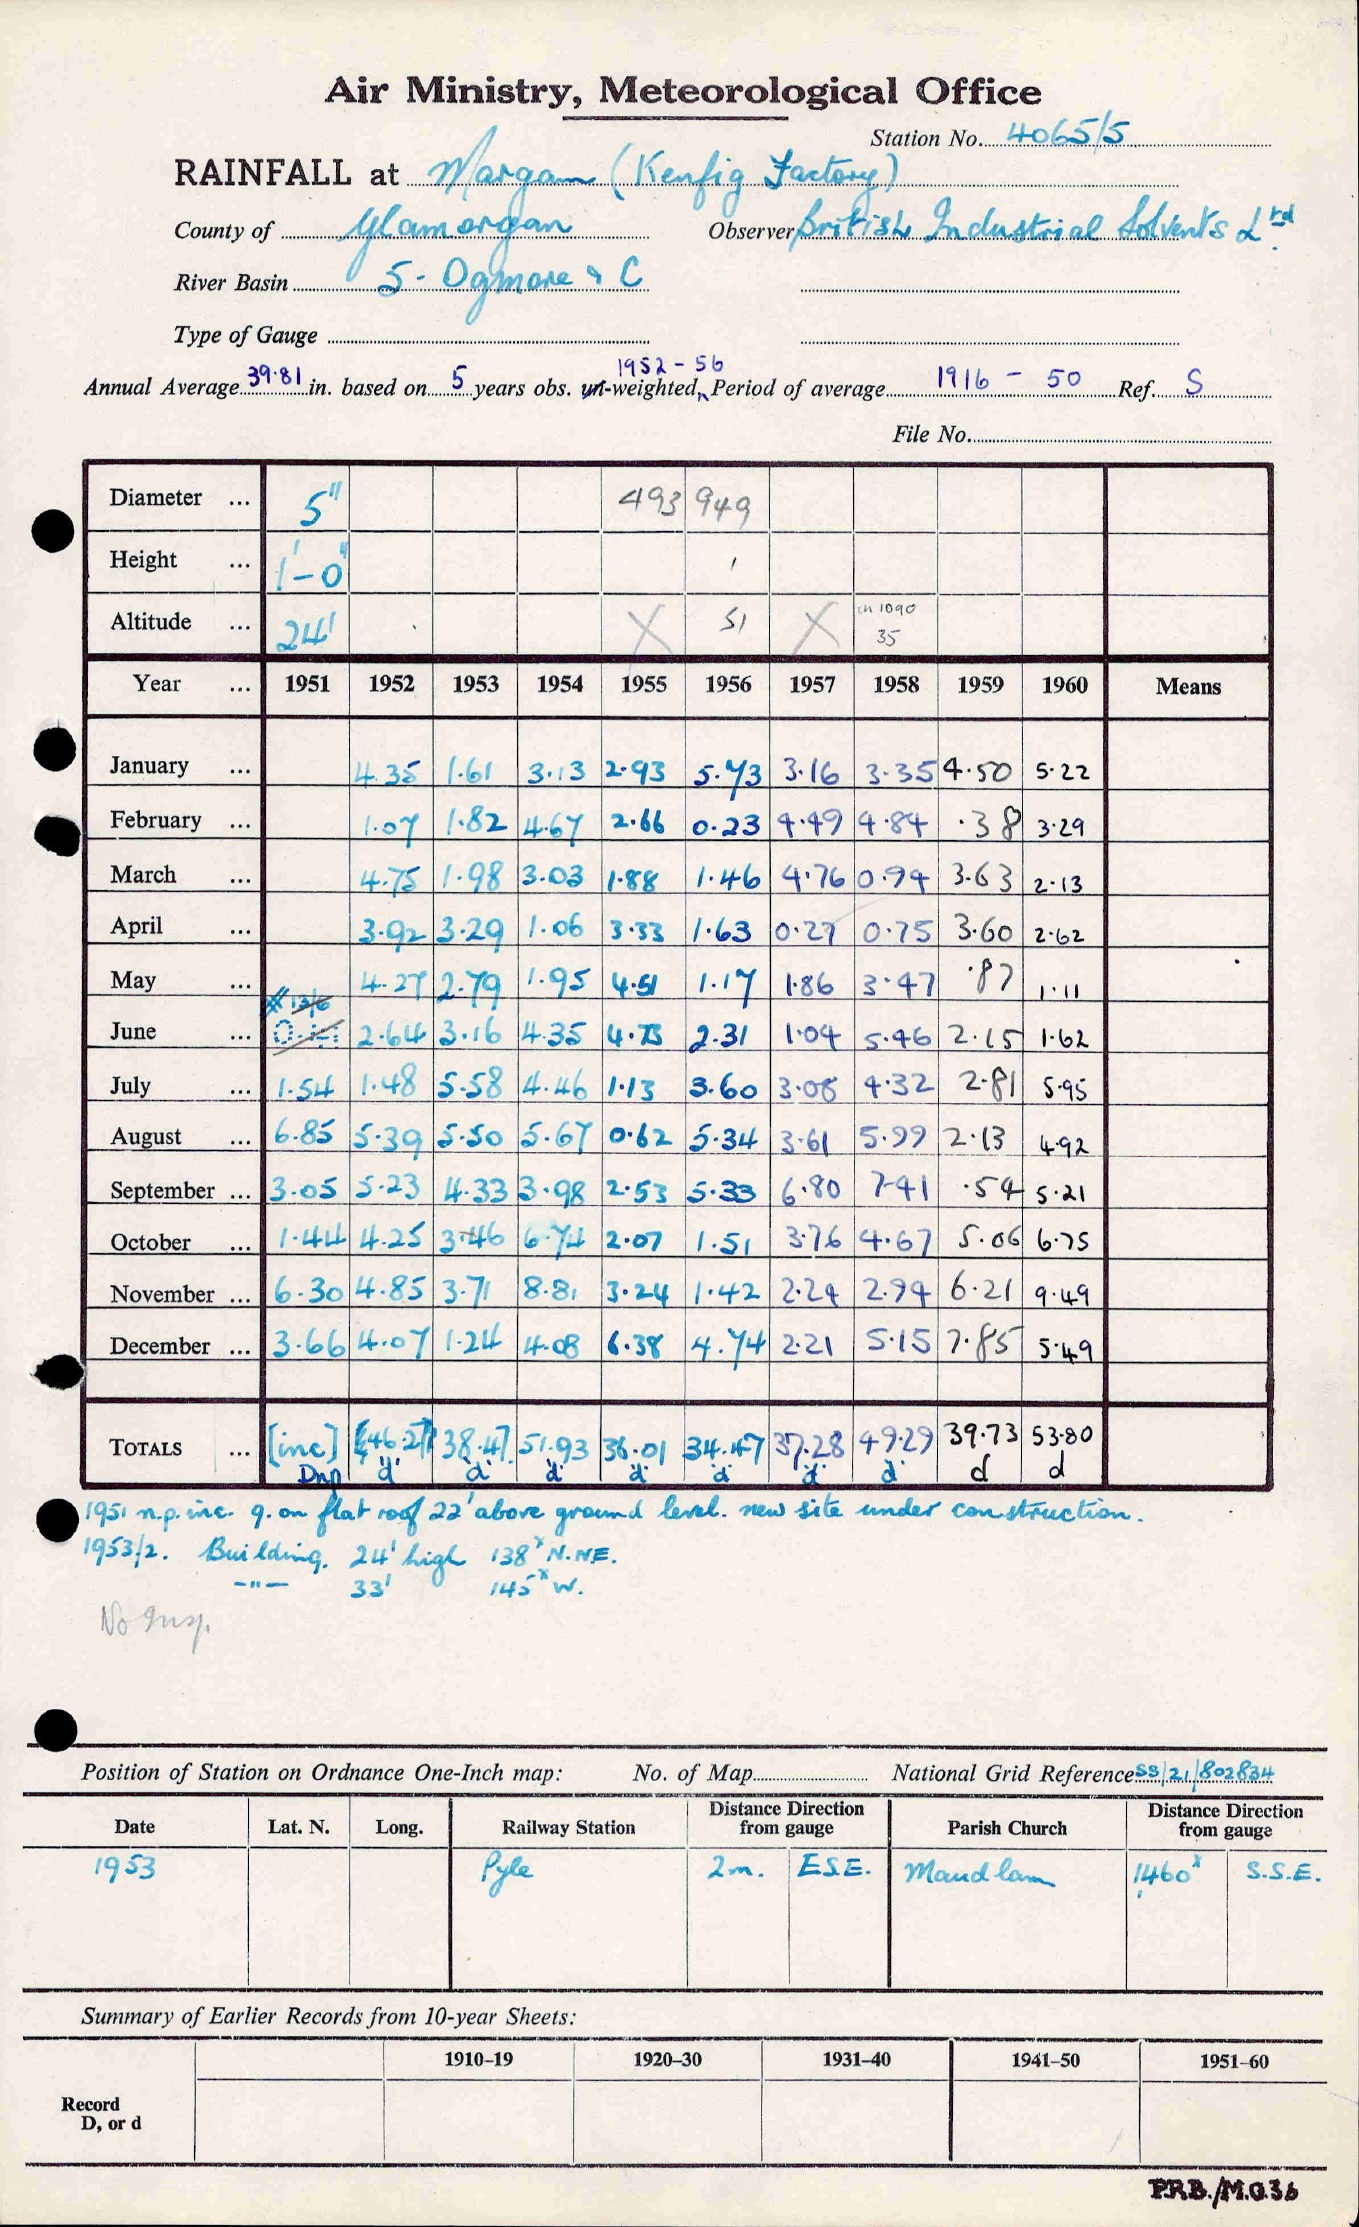 Air Ministry, Meteorological Office
Station No. 4065/5
RAINFALL at Margam (Kenfig Factory)
County of Glamorgan Observer British Industrial Solvents Ltd.
River Basin 5 - Ogmore & C
Type of Gauge
1952 - 56
Annual Average 39.81 in. based on 5 years obs. un-weighted, Period of average 1916 - 50 Ref. S
File No.
Diameter ... 5" 493 949
Height ... 1'-0" 1
Altitude ... 24' X 51 X in 1090 35
Year ... 1951 1952 1953 1954 1955 1956 1957 1958 1959 1960 Means
January ... 4.35 1.61 3.13 2.93 5.73 3.16 3.35 4.50 5.22
February ... 1.07 1.82 4.67 2.66 0.23 4.49 4.84 .38 3.29
March ... 4.75 1.98 3.03 1.88 1.46 4.76 0.94 3.63 2.13
April ... 3.92 3.29 1.06 3.33 1.63 0.27 0.75 3.60 2.62
May ... 4.27 2.79 1.95 4.51 1.17 1.86 3.47 .87 1.11
13/6
June ... 2.64 3.16 4.35 4.73 2.31 1.04 5.46 2.15 1.62
July ... 1.54 1.48 5.58 4.46 1.13 3.60 3.08 4.32 2.81 5.95
August ... 6.85 5.39 5.50 5.67 0.62 5.34 3.61 5.99 2.13 4.92
September ... 3.05 5.23 4.33 3.98 2.53 5.33 6.80 7.41 .54 5.21
October ... 1.44 4.25 3.46 6.74 2.07 1.51 3.76 4.67 5.06 6.75
November ... 6.30 4.85 3.71 8.81 3.24 1.42 2.24 2.94 6.21 9.49
December ... 3.66 4.07 1.24 4.08 6.38 4.74 2.21 5.15 7.85 5.49
TOTALS ... [inc] 46.27 38.47 51.93 36.01 34.47 37.28 49.29 39.73 53.80
Dnp d d d d d d d d d
1951 n.p. inc. g. on flat roof 22' above ground level. new site under construction.
1953/2. Building. 24' high 138x N.NE.
-"- 33' 145x W.
No Insp.
Position of Station on Ordnance One-Inch map: No. of Map National Grid Reference SS/21/802834
Date Lat. N. Long. Railway Station Distance Direction from gauge Parish Church Distance Direction from gauge
1953 Pyle 2m. ESE. Maudlam 1460x S.S.E.
Summary of Earlier Records from 10-year Sheets:
1910–19 1920–30 1931–40 1941–50 1951–60
Record
D, or d
P.R.B./M.O.36